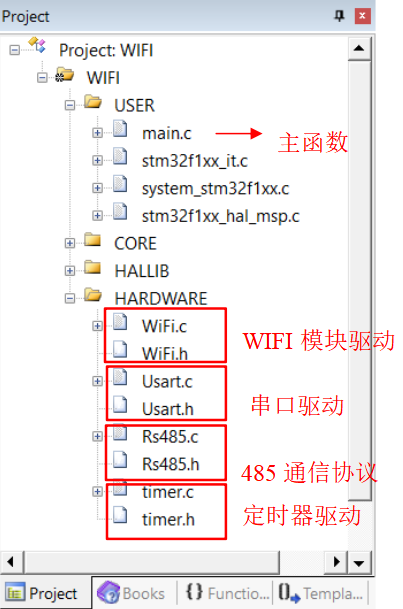 Project
Project: WIFI
WIFI
USER
main.c
主函数
stm32f1xx_it.c
system_stm32f1xx.c
stm32f1xx_hal_msp.c
CORE
HALLIB
HARDWARE
WiFi.c
WiFi.h
WIFI 模块驱动
Usart.c
Usart.h
串口驱动
Rs485.c
Rs485.h
485 通信协议
timer.c
timer.h
定时器驱动
Project Books {} Functio... 0 Templa...